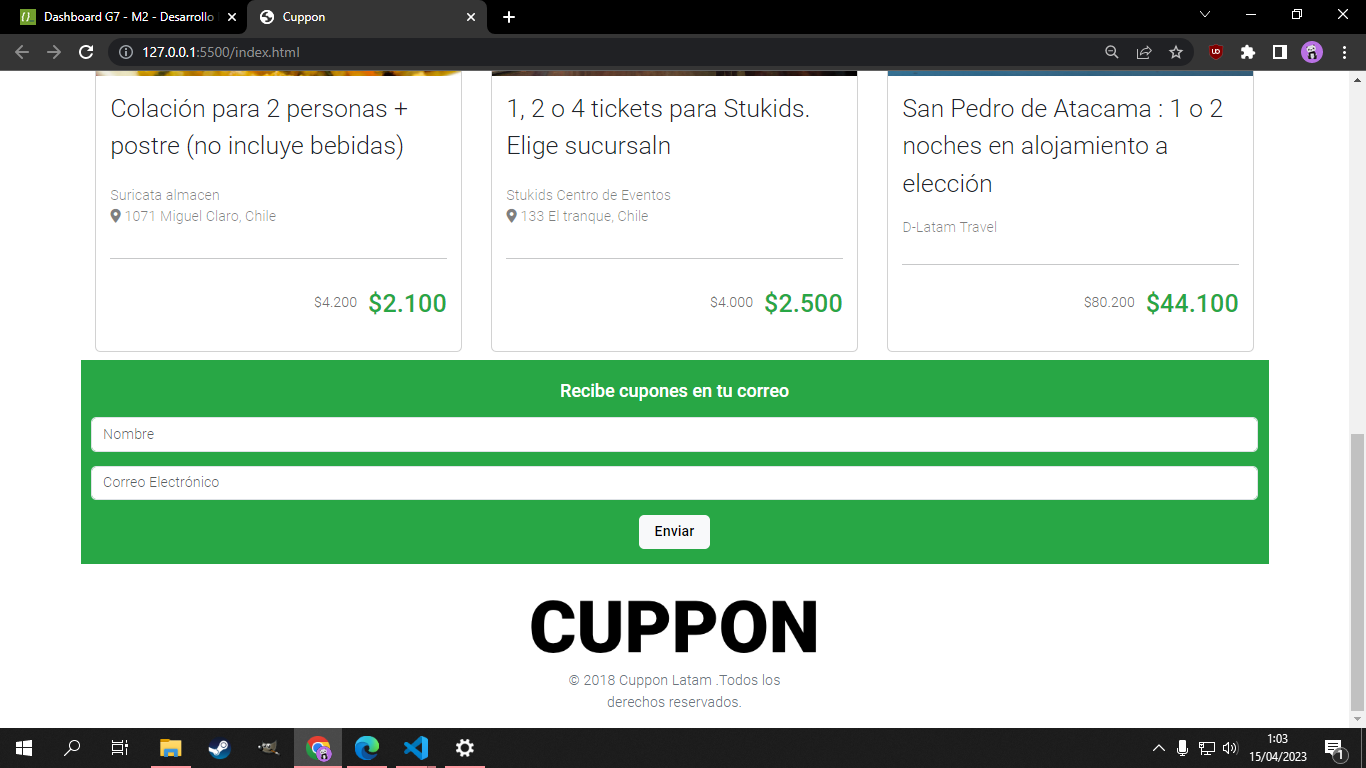 Dashboard G7 - M2 - Desarrollo
Cuppon
127.0.0.1:5500/index.html
Colación para 2 personas +
postre (no incluye bebidas)
Suricata almacen
1071 Miguel Claro, Chile
$4.200 $2.100
1, 2 o 4 tickets para Stukids.
Elige sucursaln
Stukids Centro de Eventos
133 El tranque, Chile
$4.000 $2.500
San Pedro de Atacama : 1 o 2
noches en alojamiento a
elección
D-Latam Travel
$80.200 $44.100
Recibe cupones en tu correo
Nombre
Correo Electrónico
Enviar
CUPPON
© 2018 Cuppon Latam .Todos los
derechos reservados.
1:03
15/04/2023
1